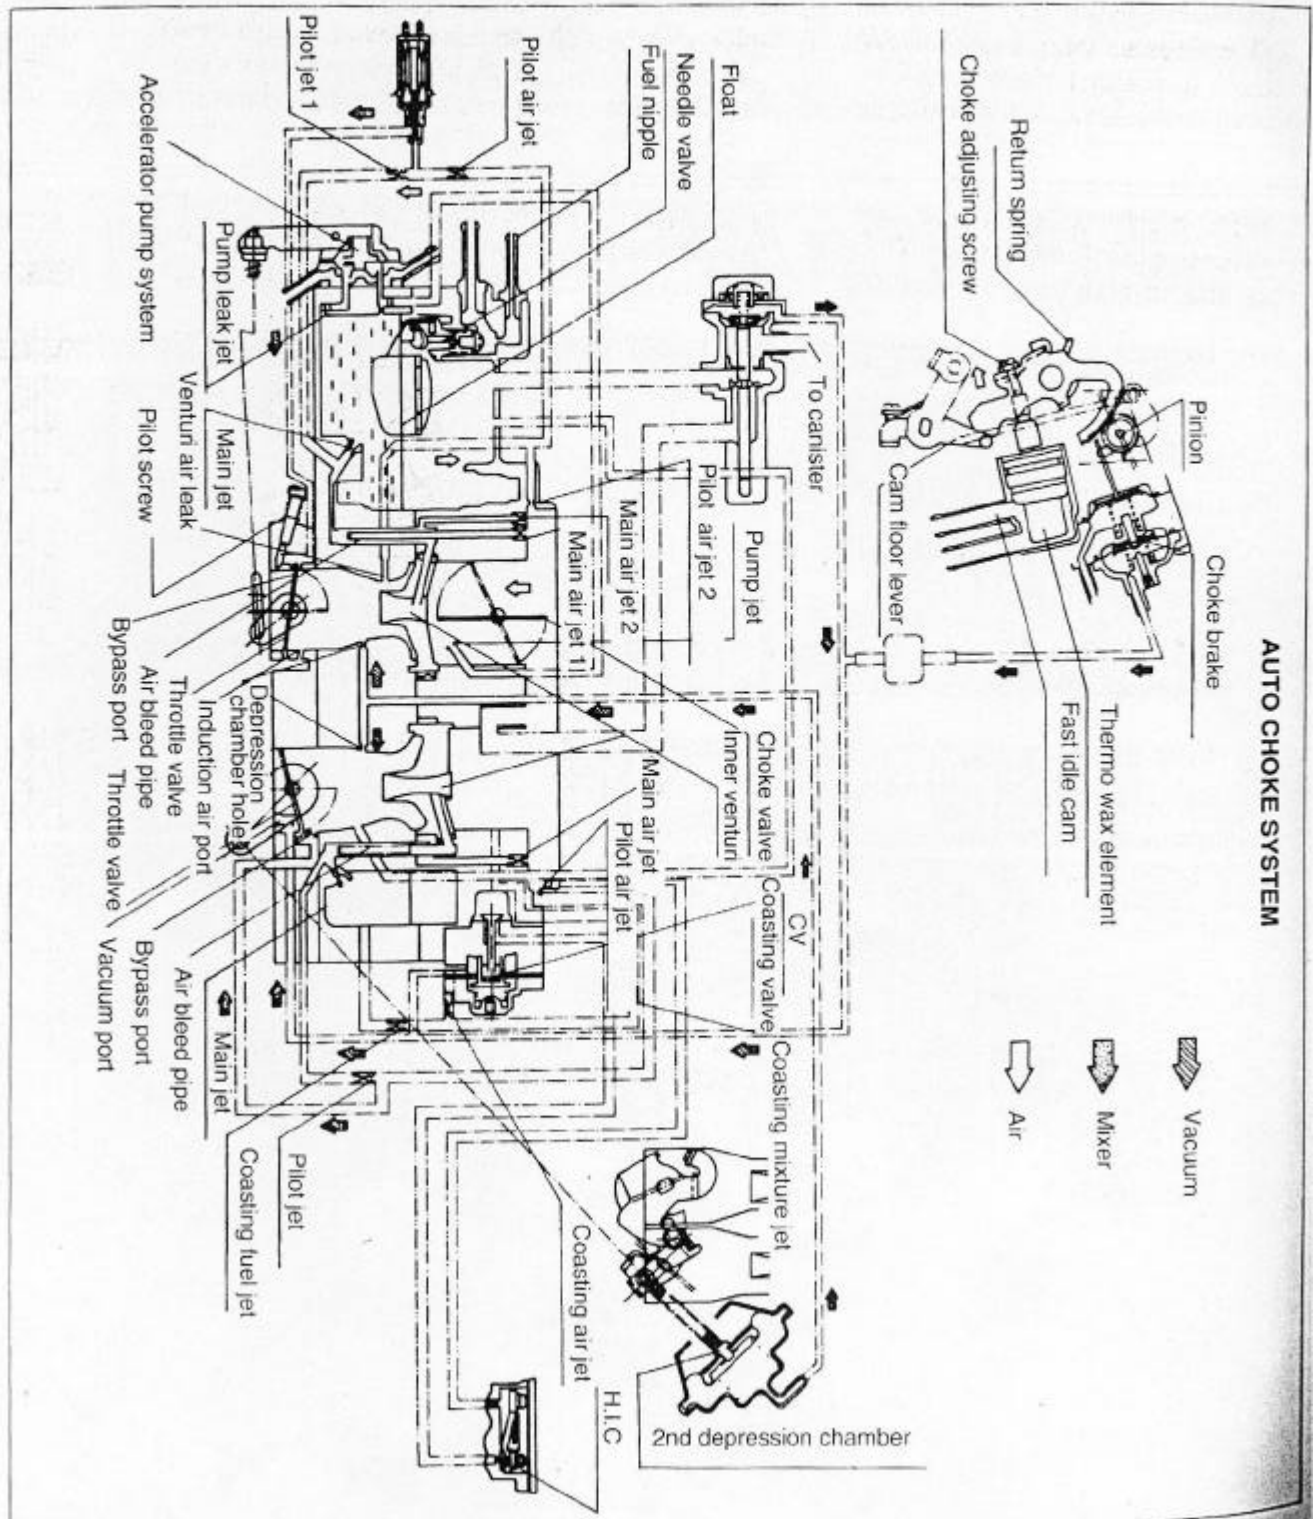 AUTO CHOKE SYSTEM
Vacuum
Mixer
Air
Choke brake
Pinion
Return spring
Choke adjusting screw
Thermo wax element
Fast idle cam
Cam floor lever
To canister
Float
Needle valve
Fuel nipple
Pilot air jet
Pilot jet 1
Accelerator pump system
Pump leak jet
Venturi air leak
Main jet
Pilot screw
Pump jet
Pilot air jet 2
Main air jet 2
Main air jet 1
Choke valve
Inner venturi
Main air jet
Pilot air jet
CV
Coasting valve
Coasting mixture jet
2nd depression chamber
H.I.C
Coasting air jet
Pilot jet
Coasting fuel jet
Bypass port
Air bleed pipe
Throttle valve
Induction air port
Depression
chamber holes
Throttle valve
Vacuum port
Bypass port
Air bleed pipe
Main jet